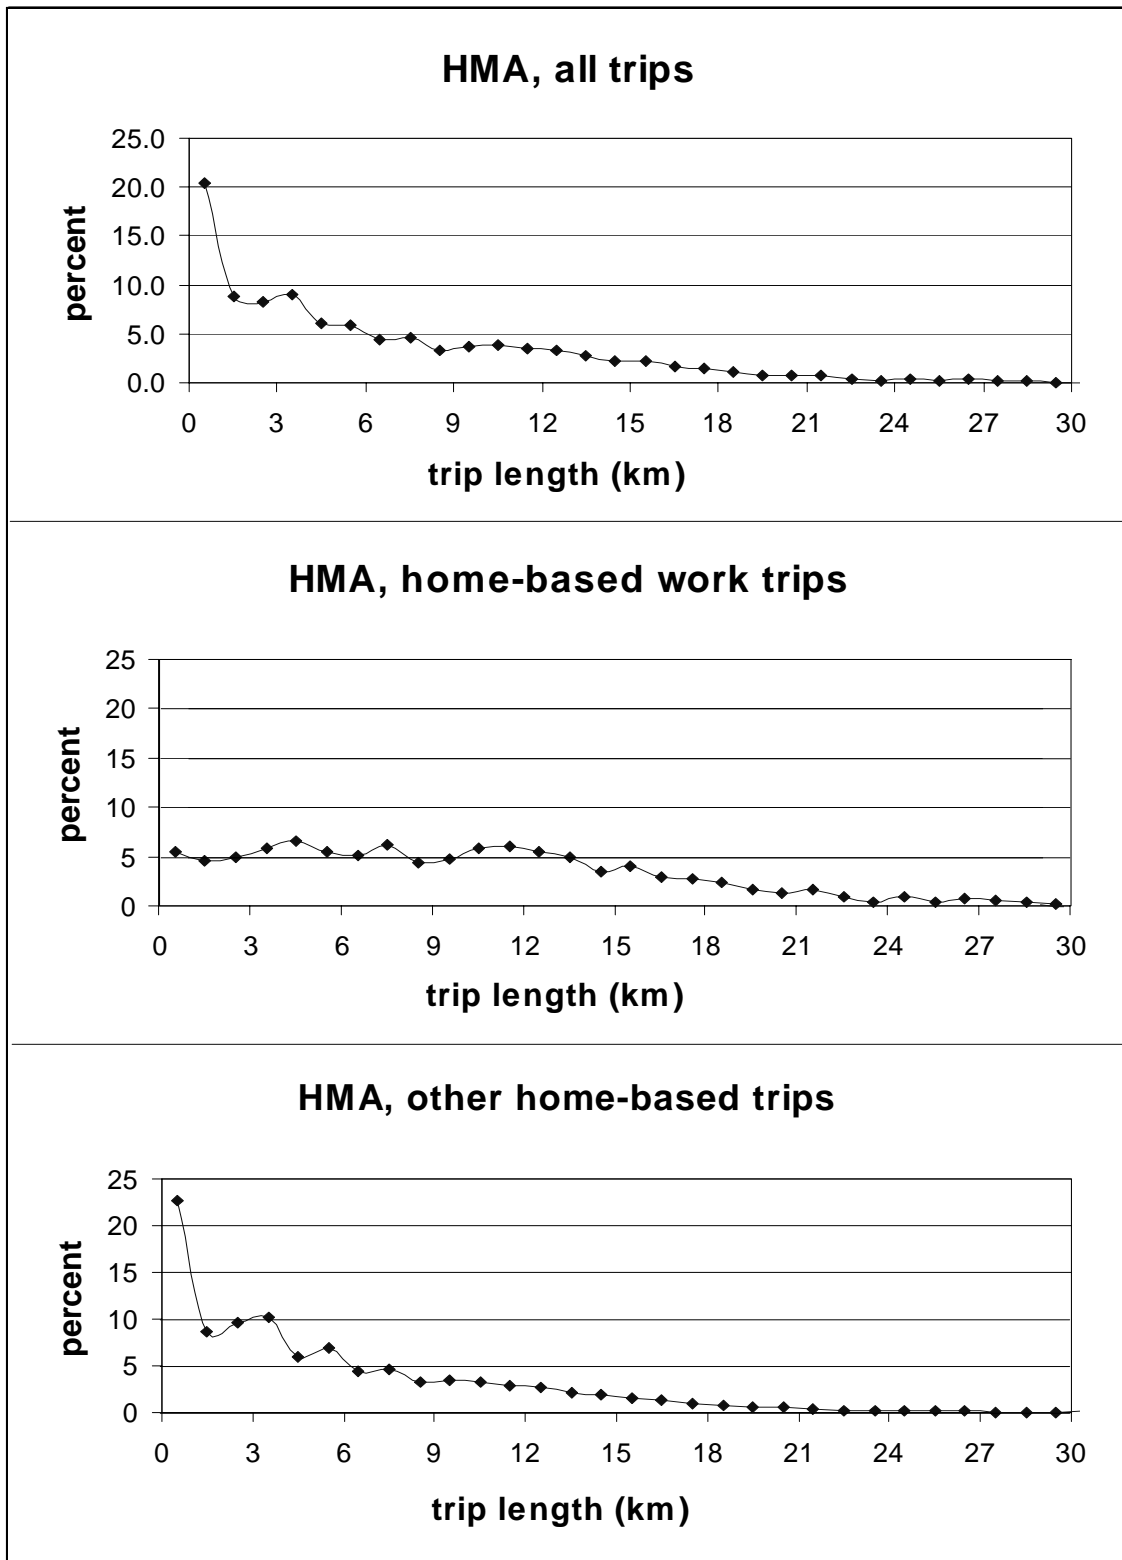 HMA, all trips
25.0
20.0
15.0
10.0
5.0
0.0
percent
0 3 6 9 12 15 18 21 24 27 30
trip length (km)
HMA, home-based work trips
25
20
15
10
5
0
percent
0 3 6 9 12 15 18 21 24 27 30
trip length (km)
HMA, other home-based trips
25
20
15
10
5
0
percent
0 3 6 9 12 15 18 21 24 27 30
trip length (km)